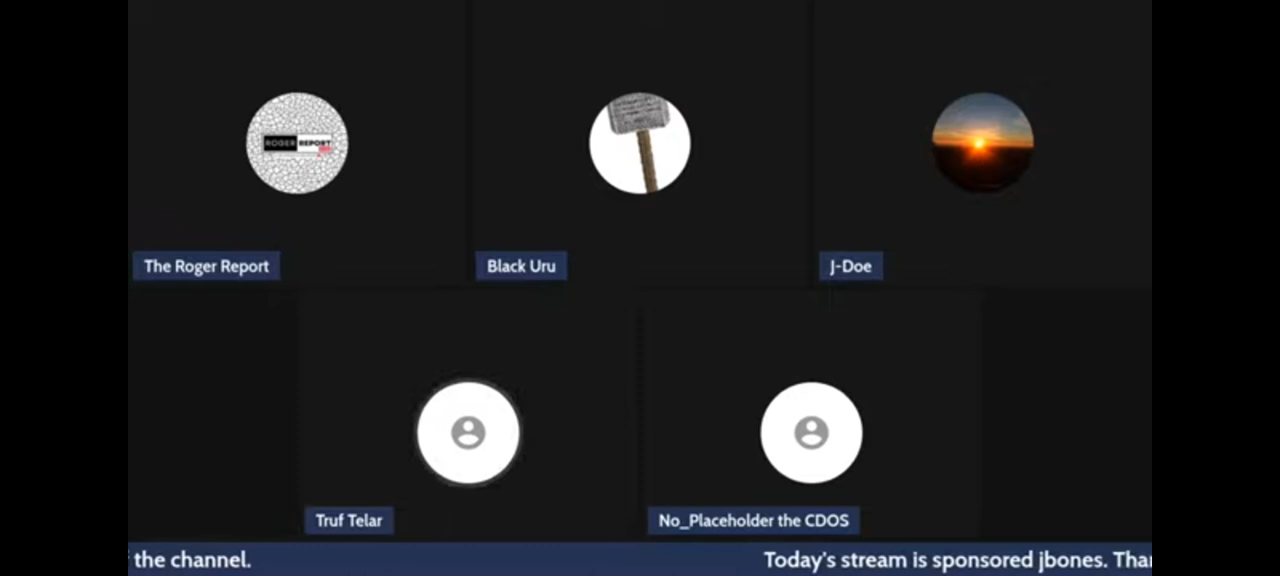 ROGER REPORT
The Roger Report
Black Uru
J-Doe
Truf Telar
No_Placeholder the CDOS
the channel.
Today's stream is sponsored jbones. Tha